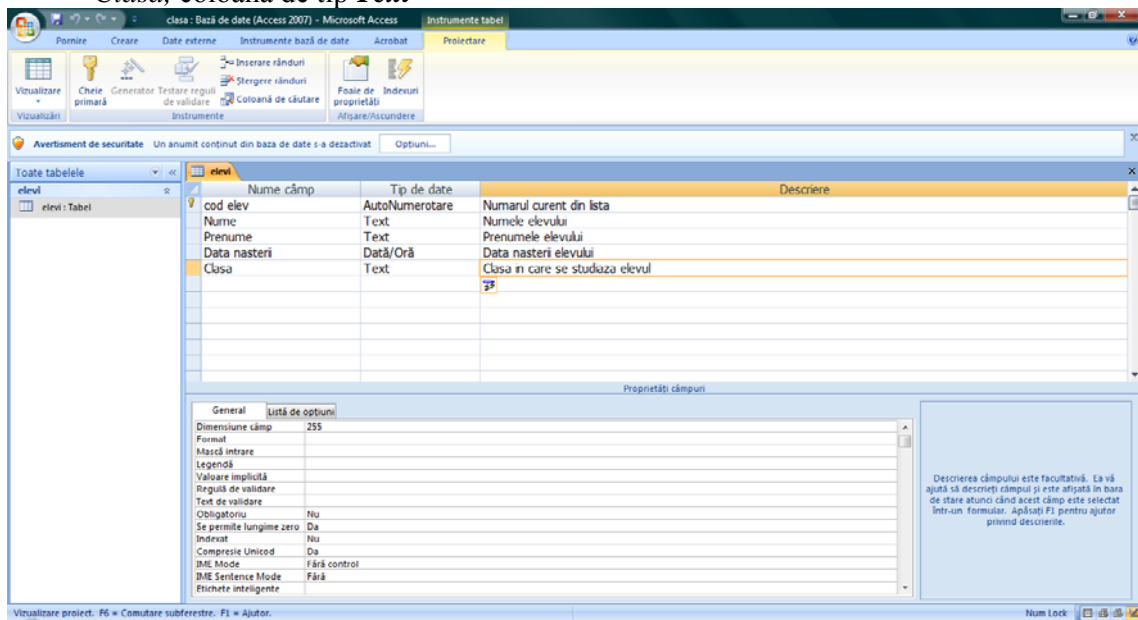 Clasa, coloană de tip Text
clasa : Bază de date (Access 2007) - Microsoft Access
Instrumente tabel
Pornire Creare Date externe Instrumente bază de date Acrobat Proiectare
Vizualizare
Cheie primară
Generator
Testare reguli de validare
Inserare rânduri
Ștergere rânduri
Coloană de căutare
Foaie de proprietăți
Indexuri
Vizualizări Instrumente Afișare/Ascundere
Avertisment de securitate Un anumit conținut din baza de date s-a dezactivat Opțiuni...
Toate tabelele
elevi
elevi : Tabel
elevi
Nume câmp Tip de date Descriere
cod elev AutoNumerotare Numarul curent din lista
Nume Text Numele elevului
Prenume Text Prenumele elevului
Data nasterii Dată/Oră Data nasterii elevului
Clasa Text Clasa in care se studiaza elevul
Proprietăți câmpuri
General Listă de opțiuni
Dimensiune câmp 255
Format
Mască intrare
Legendă
Valoare implicită
Regulă de validare
Text de validare
Obligatoriu Nu
Se permite lungime zero Da
Indexat Nu
Compresie Unicod Da
IME Mode Fără control
IME Sentence Mode Fără
Etichete inteligente
Descrierea câmpului este facultativă. Ea vă
ajută să descrieți câmpul și este afișată în bara
de stare atunci când acest câmp este selectat
într-un formular. Apăsați F1 pentru ajutor
privind descrierile.
Vizualizare proiect. F6 = Comutare subferestre. F1 = Ajutor.
Num Lock